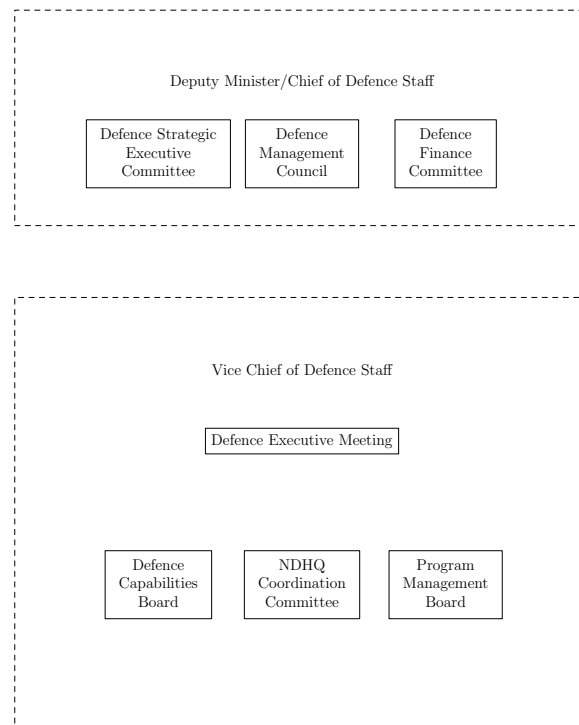 Deputy Minister/Chief of Defence Staff
Defence Strategic
Executive
Committee
Defence
Management
Council
Defence
Finance
Committee
Vice Chief of Defence Staff
Defence Executive Meeting
Defence
Capabilities
Board
NDHQ
Coordination
Committee
Program
Management
Board